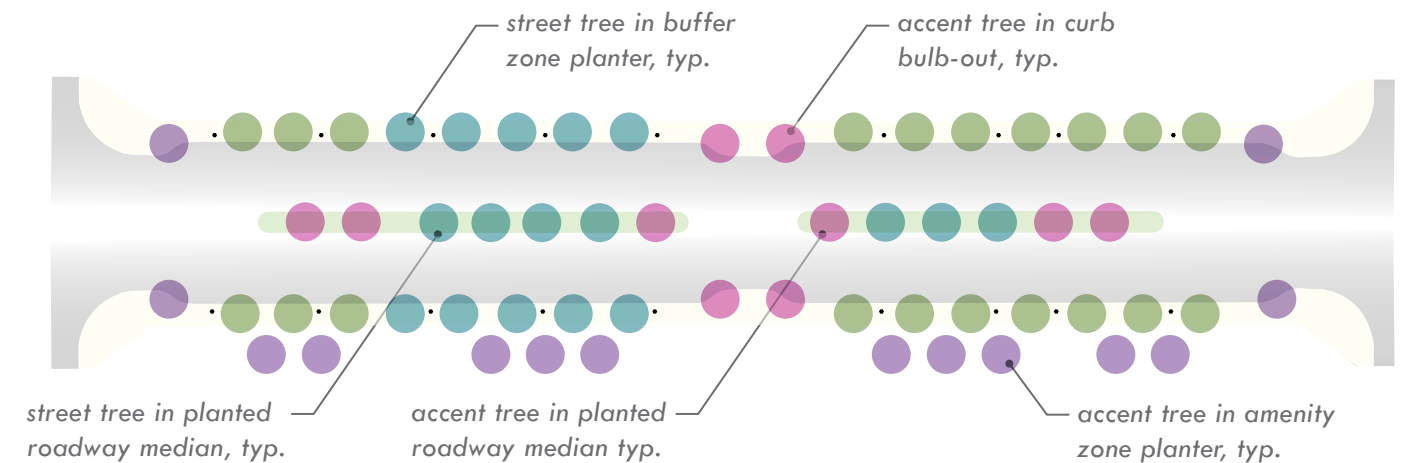 street tree in buffer
zone planter, typ.
accent tree in curb
bulb-out, typ.
street tree in planted
roadway median, typ.
accent tree in planted
roadway median typ.
accent tree in amenity
zone planter, typ.